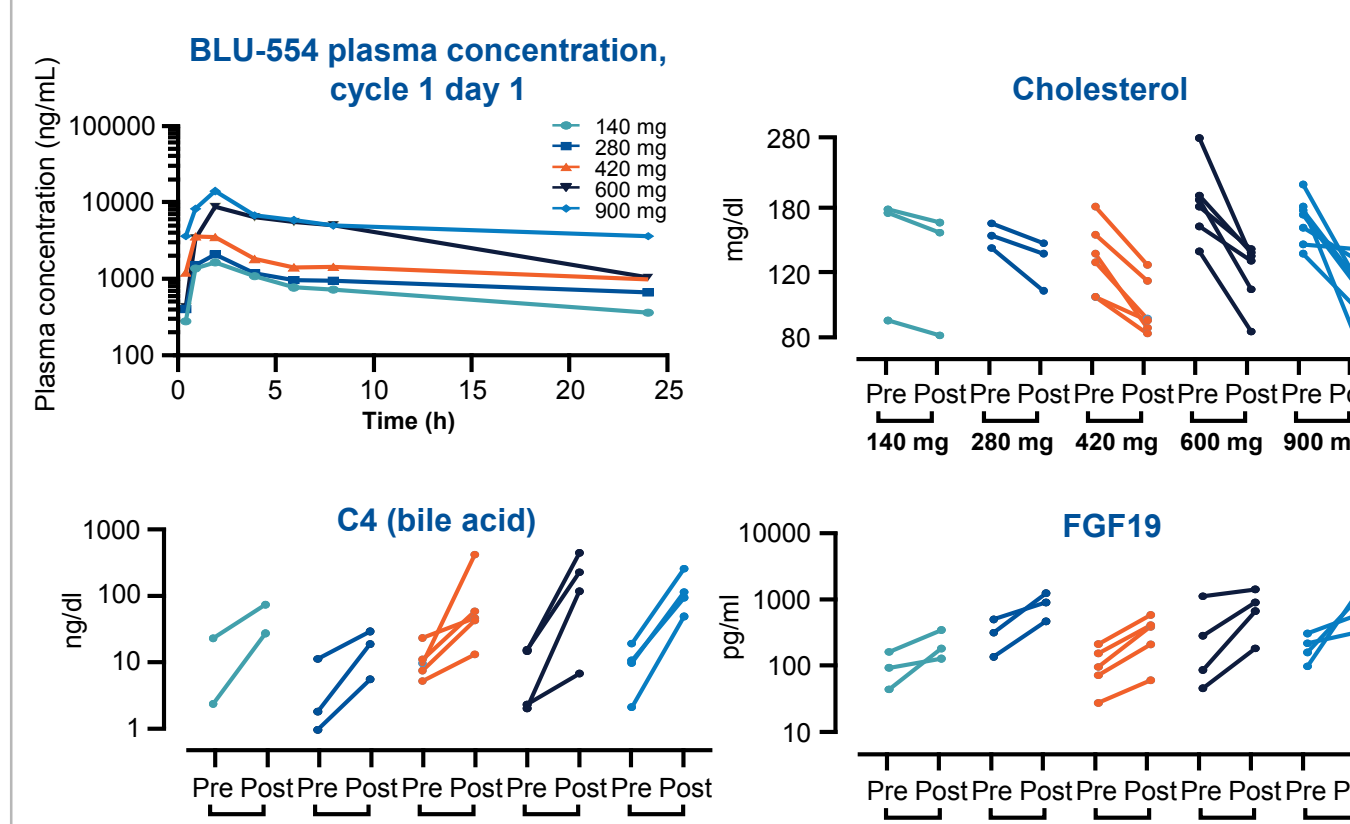 BLU-554 plasma concentration,
cycle 1 day 1
Plasma concentration (ng/mL)
100000
10000
1000
100
0 5 10 15 20 25
Time (h)
140 mg
280 mg
420 mg
600 mg
900 mg
Cholesterol
mg/dl
280
180
120
80
Pre Post Pre Post Pre Post Pre Post Pre
140 mg 280 mg 420 mg 600 mg 900
C4 (bile acid)
ng/dl
1000
100
10
1
Pre Post Pre Post Pre Post Pre Post Pre Post
FGF19
pg/ml
10000
1000
100
10
Pre Post Pre Post Pre Post Pre Post Pre